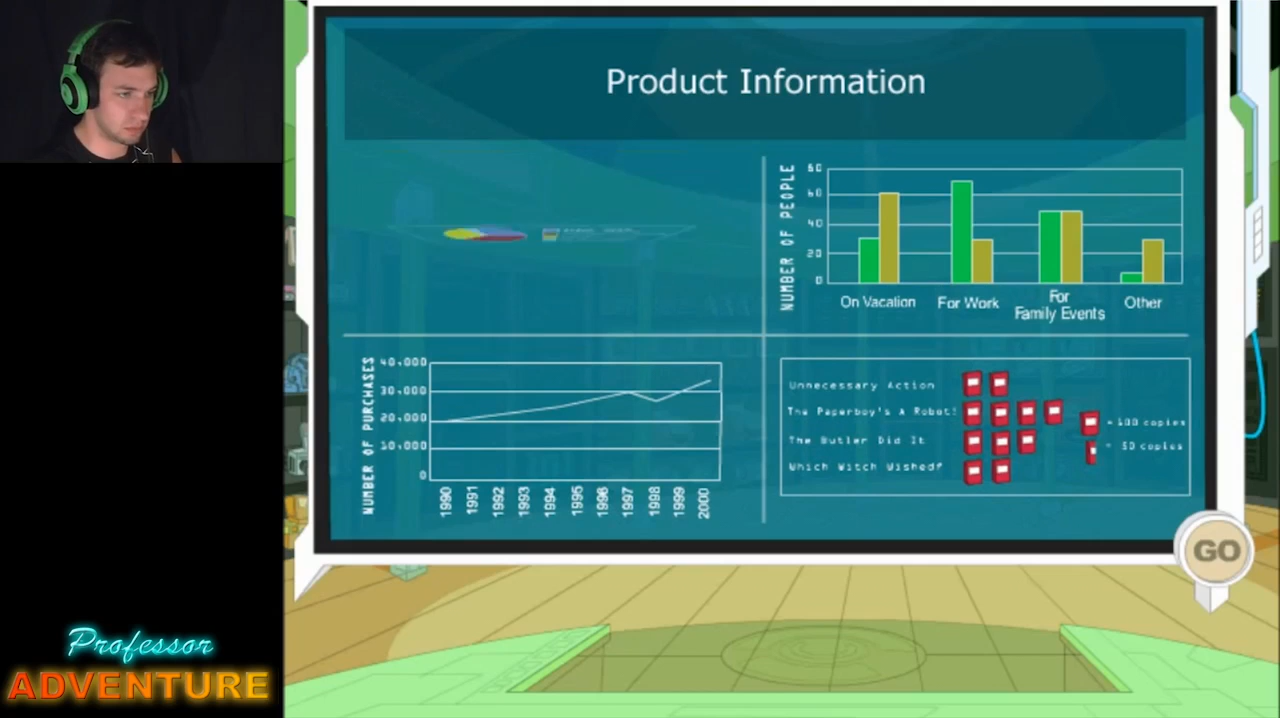 Product Information
NUMBER OF PEOPLE
80
60
40
20
0
On Vacation
For Work
For
Family Events
Other
NUMBER OF PURCHASES
40,000
30,000
20,000
10,000
0
1990
1991
1992
1993
1994
1995
1996
1997
1998
1999
2000
Unnecessary Action
The Paperboy's A Robot!
The Butler Did It
Which Witch Wished?
= 100 copies
= 50 copies
GO
Professor
ADVENTURE